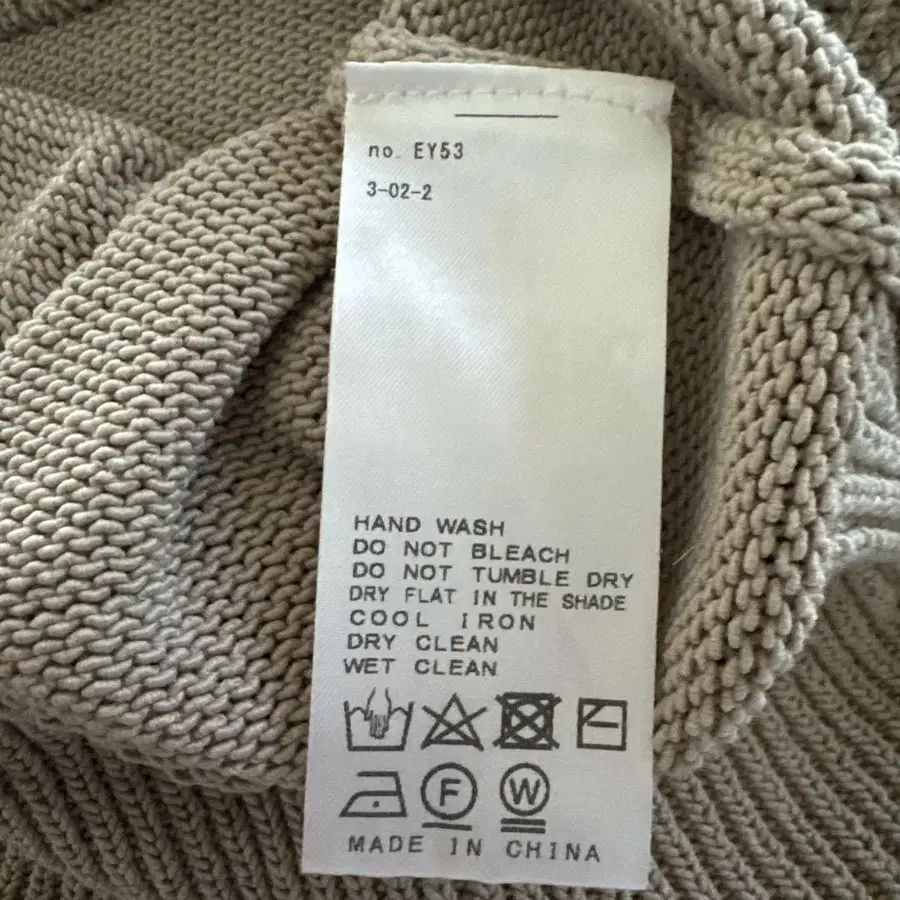 no. EY53
3-02-2
HAND WASH
DO NOT BLEACH
DO NOT TUMBLE DRY
DRY FLAT IN THE SHADE
COOL IRON
DRY CLEAN
WET CLEAN
F W
MADE IN CHINA